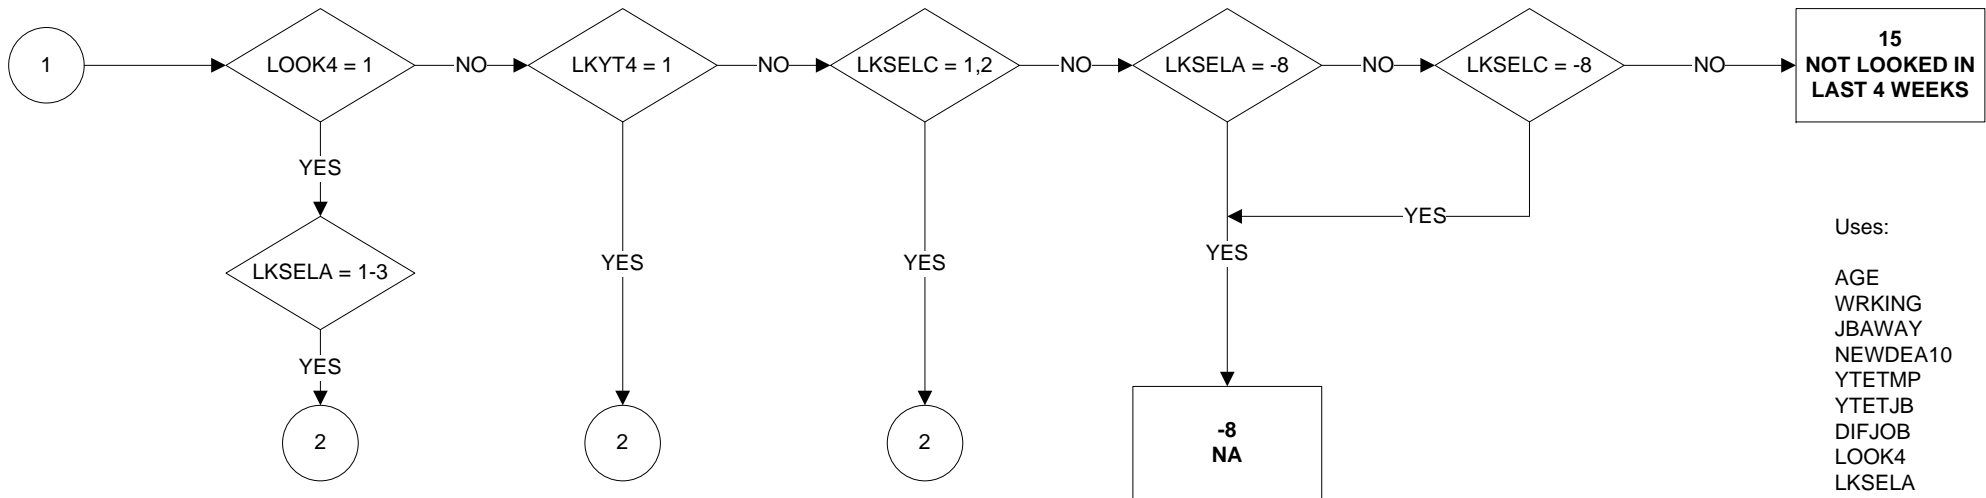 1
LOOK4 = 1
NO
LKYT4 = 1
NO
LKSELC = 1,2
NO
LKSELA = -8
NO
LKSELC = -8
NO
15
NOT LOOKED IN
LAST 4 WEEKS
YES
LKSELA = 1-3
YES
2
YES
2
YES
2
YES
YES
-8
NA
Uses:
AGE
WRKING
JBAWAY
NEWDEA10
YTETMP
YTETJB
DIFJOB
LOOK4
LKSELA